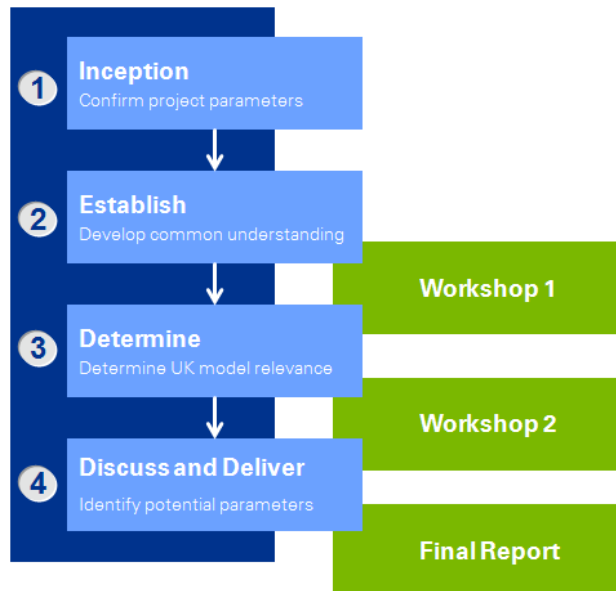 1
Inception
Confirm project parameters
2
Establish
Develop common understanding
Workshop 1
3
Determine
Determine UK model relevance
Workshop 2
4
Discuss and Deliver
Identify potential parameters
Final Report